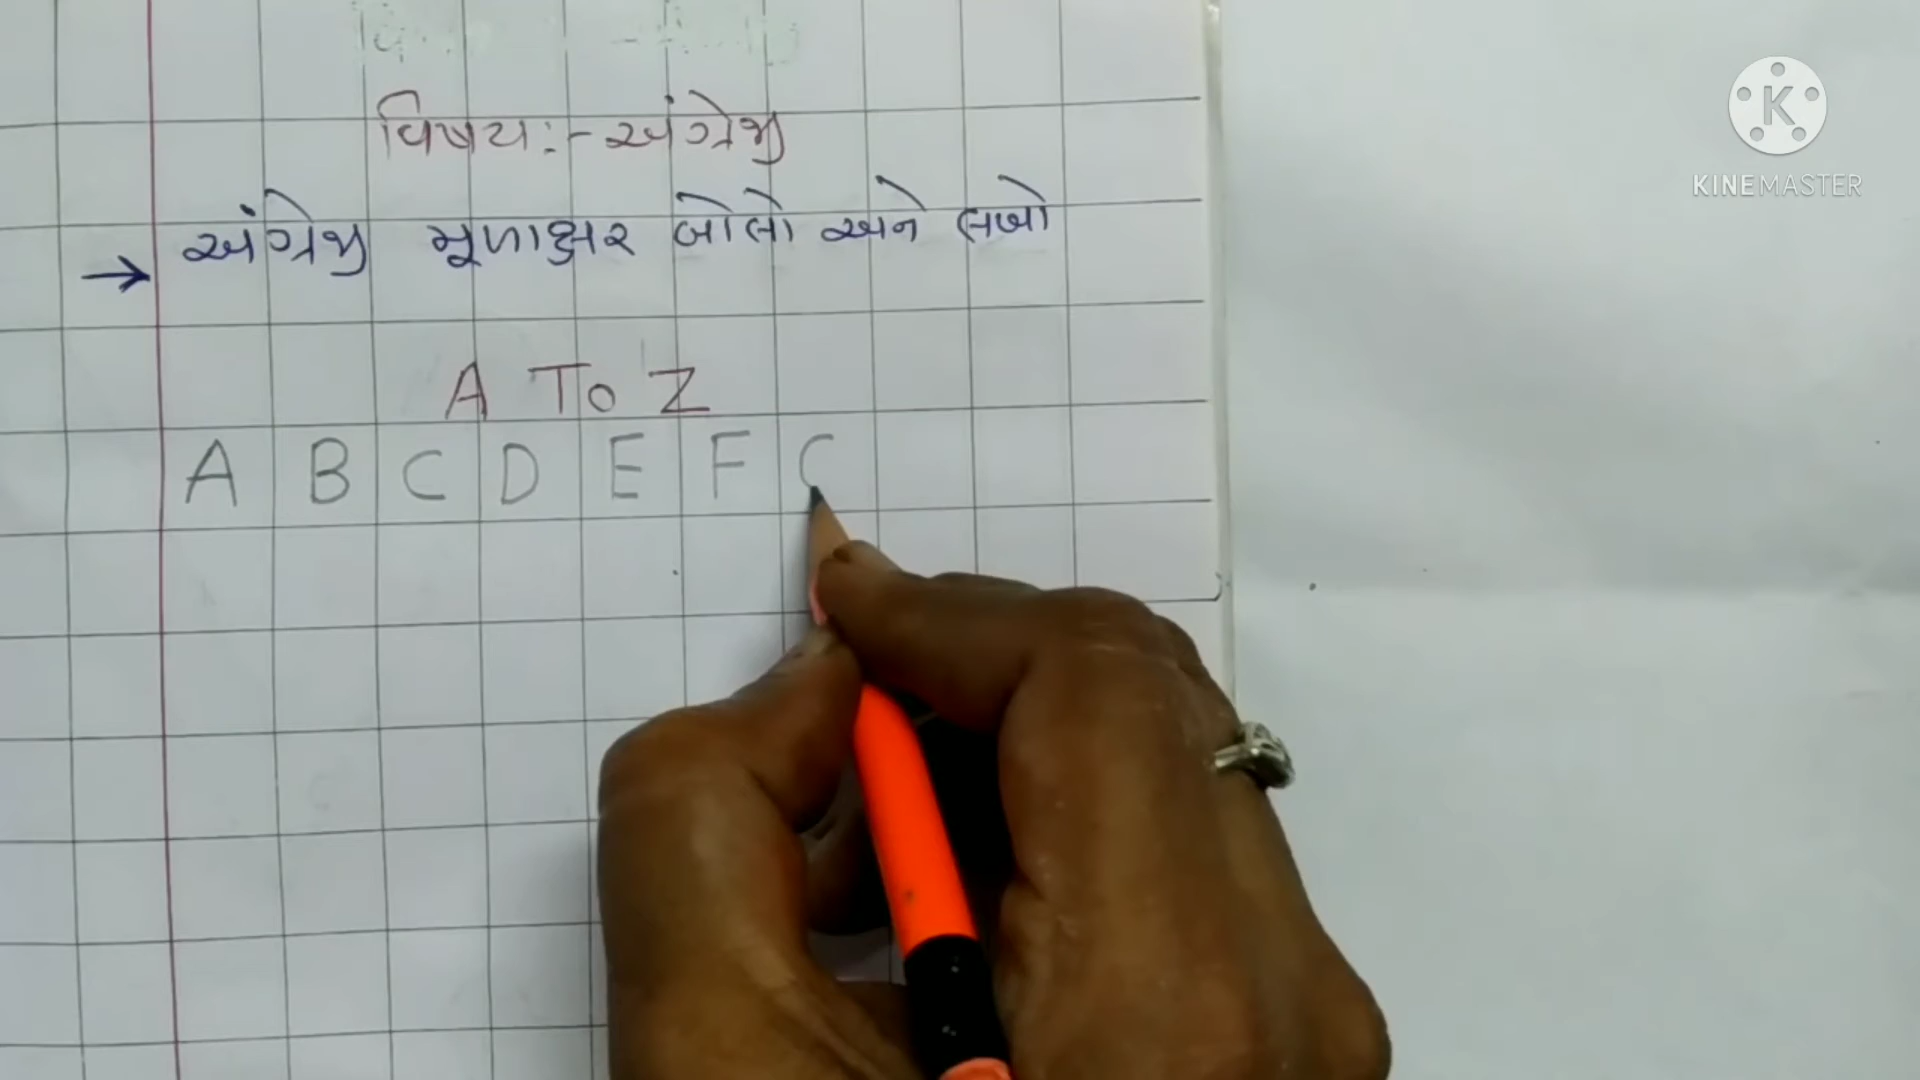 વિષય:- અંગ્રેજી
→ અંગ્રેજી મૂળાક્ષર બોલો અને લખો
A To Z
A B C D E F C
K
KINEMASTER